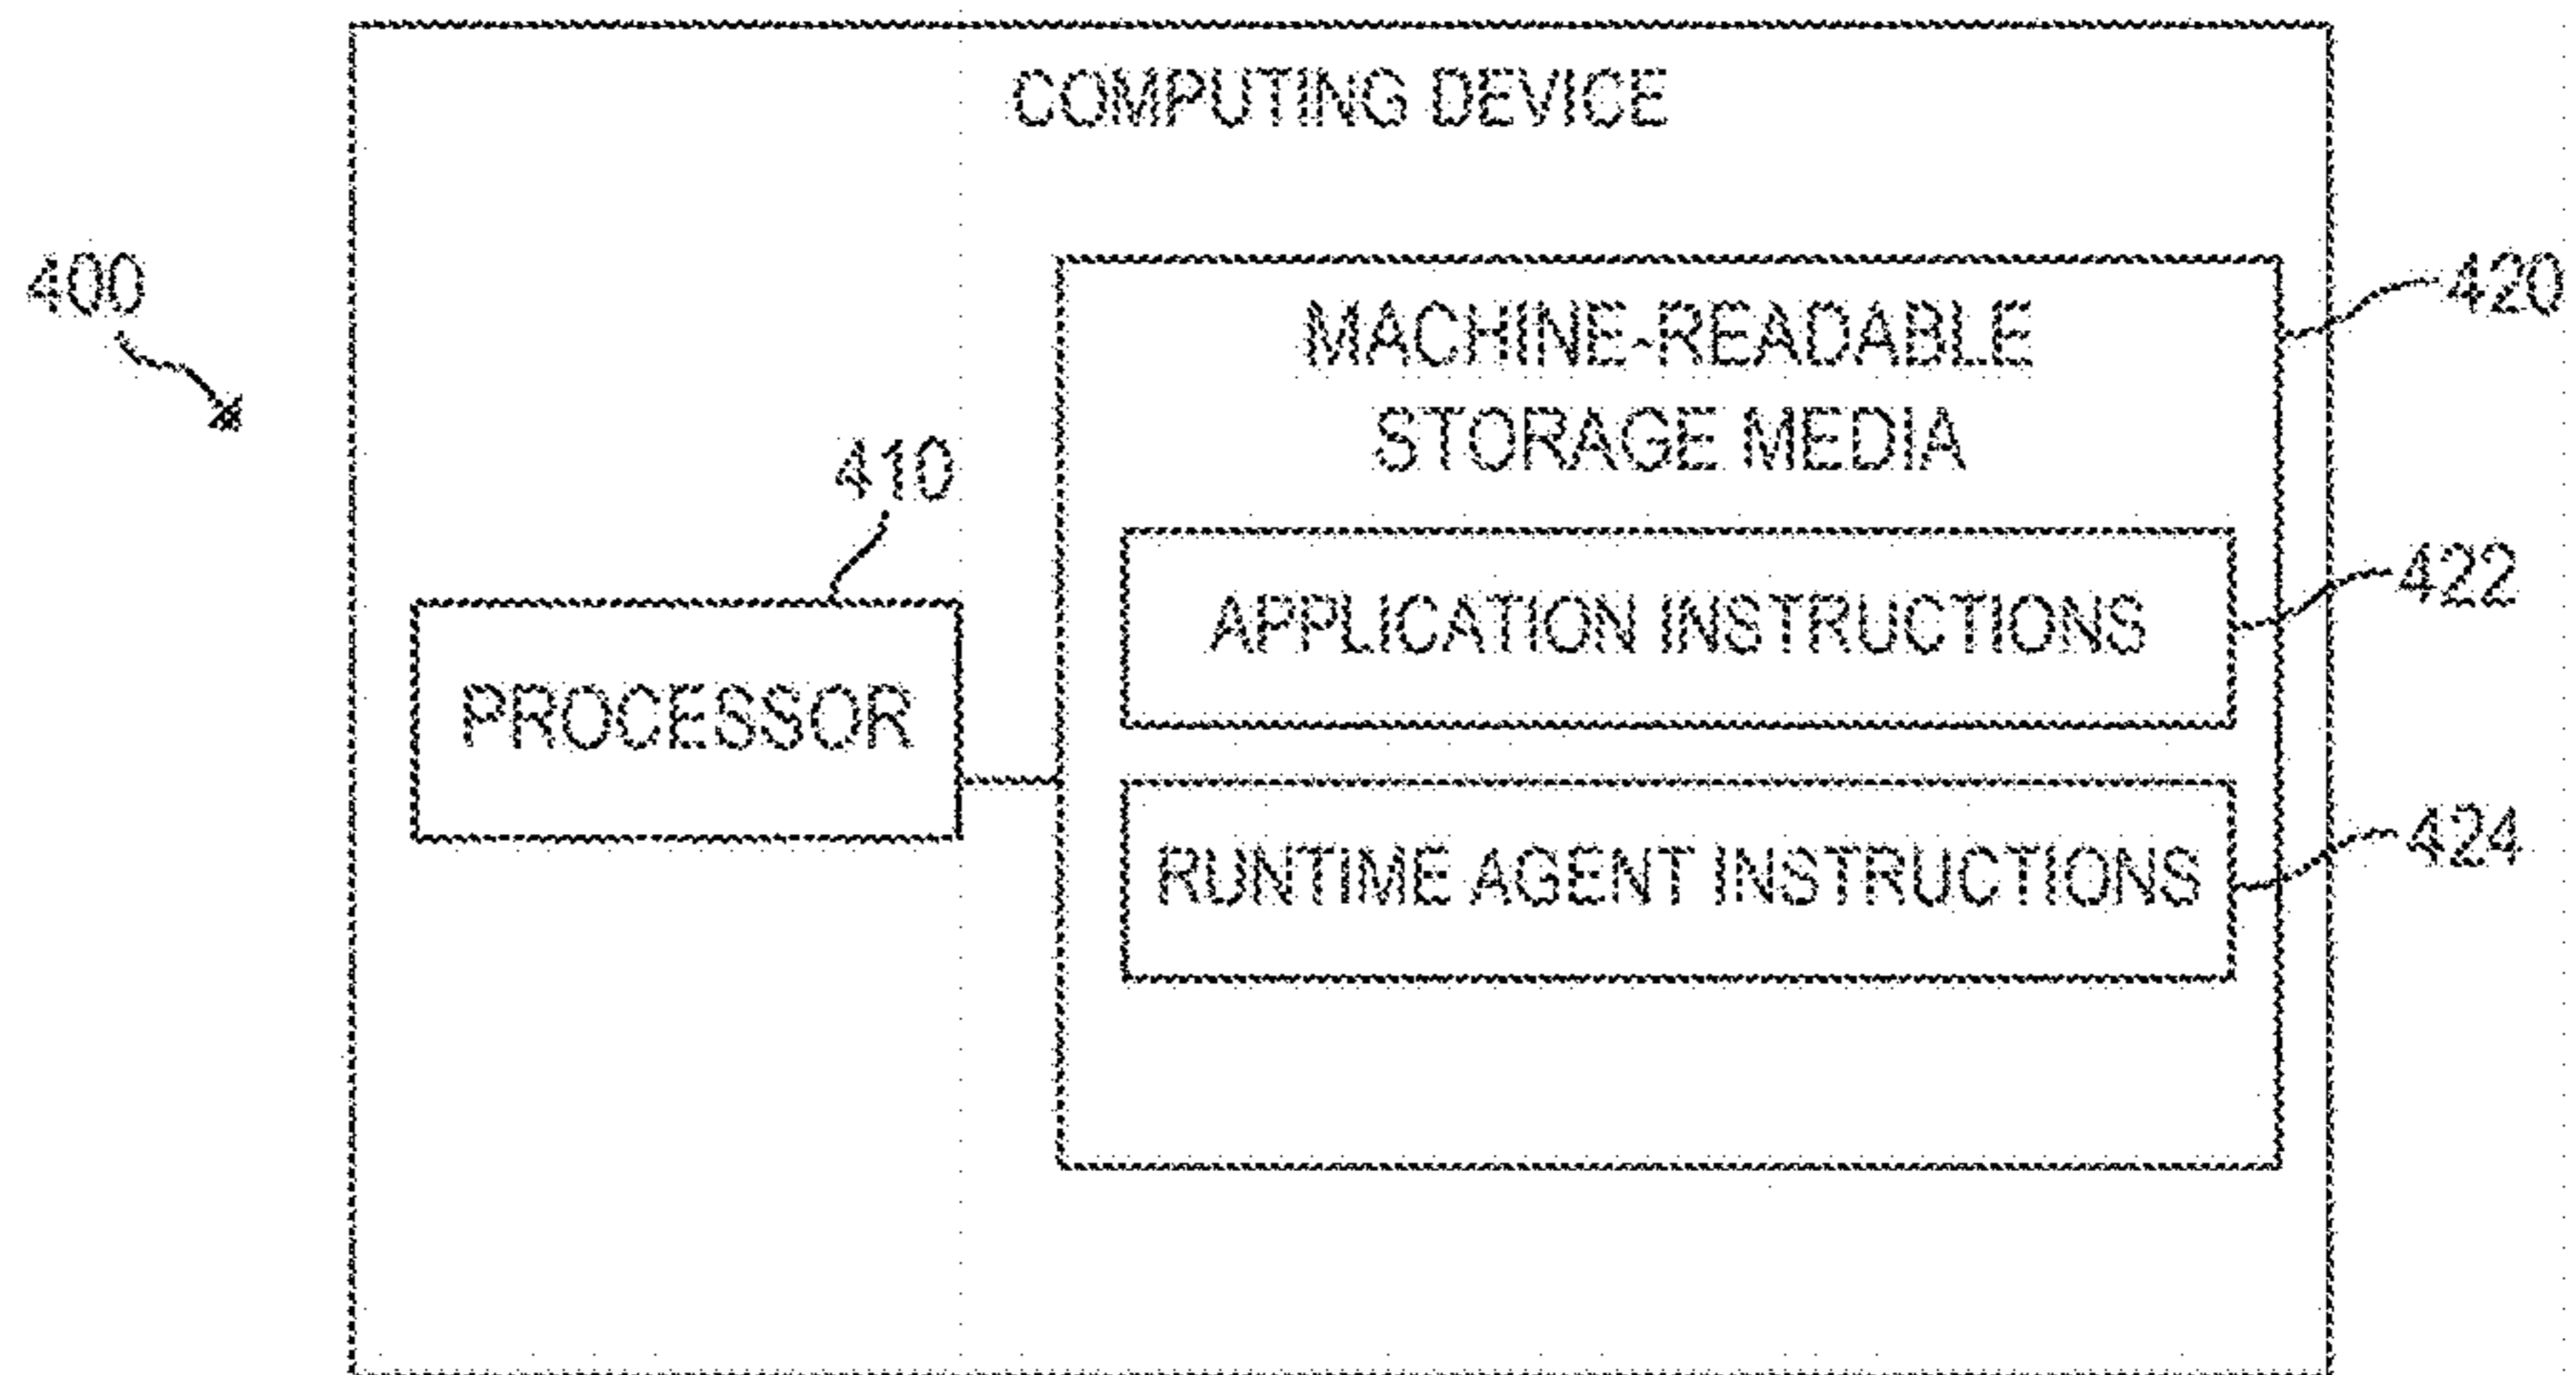 COMPUTING DEVICE
400
420
MACHINE-READABLE
STORAGE MEDIA
410
422
APPLICATION INSTRUCTIONS
PROCESSOR
424
RUNTIME AGENT INSTRUCTIONS